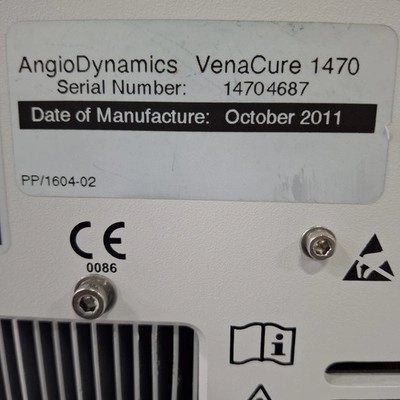 AngioDynamics VenaCure 1470
Serial Number: 14704687
Date of Manufacture: October 2011
PP/1604-02
CE
0086
i